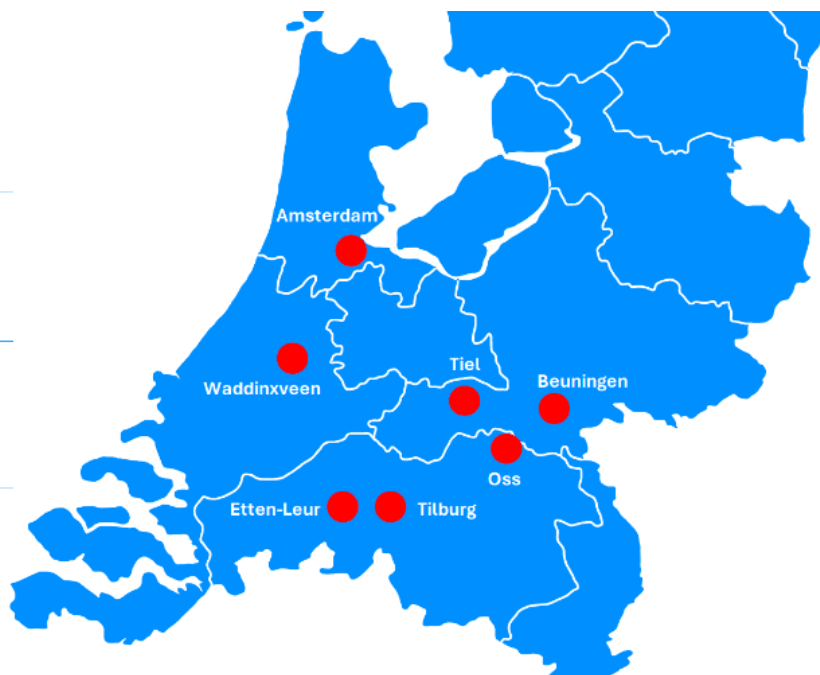 Amsterdam
Tiel
Beuningen
Waddinxveen
Oss
Etten-Leur
Tilburg